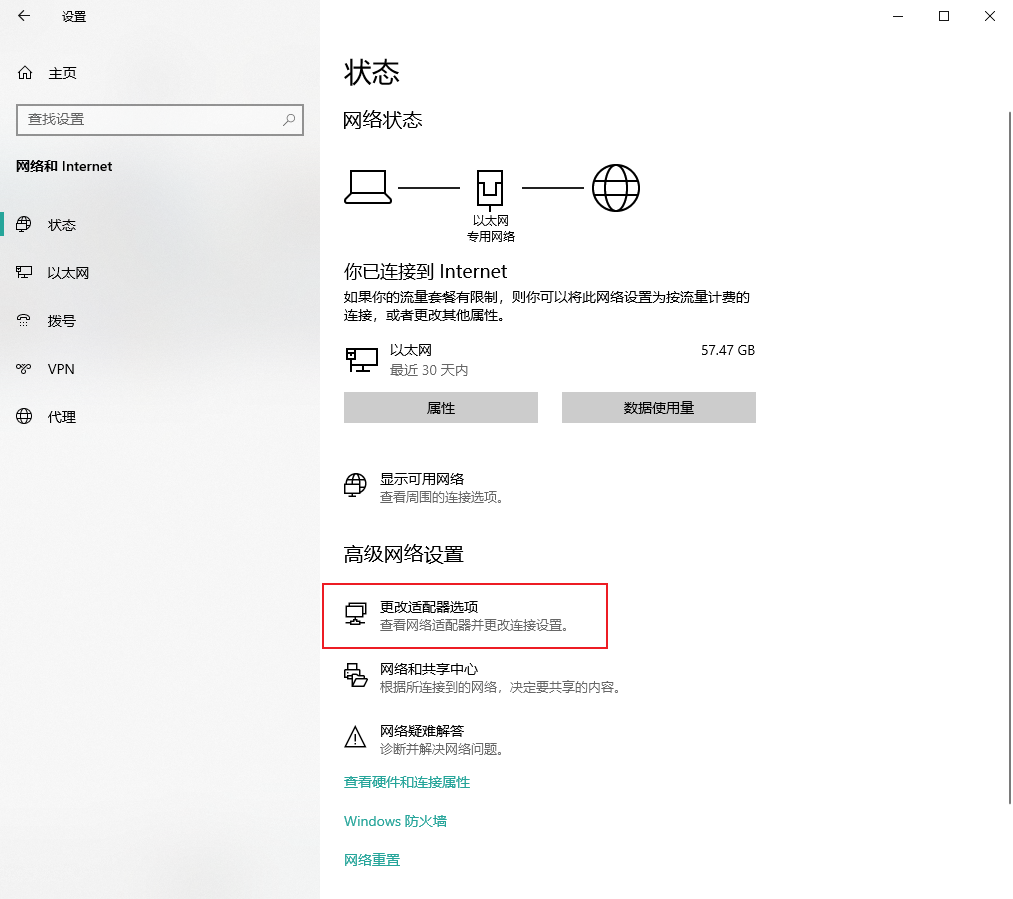 设置
主页
查找设置
网络和 Internet
状态
以太网
拨号
VPN
代理
状态
网络状态
以太网
专用网络
你已连接到 Internet
如果你的流量套餐有限制，则你可以将此网络设置为按流量计费的
连接，或者更改其他属性。
以太网
57.47 GB
最近 30 天内
属性
数据使用量
显示可用网络
查看周围的连接选项。
高级网络设置
更改适配器选项
查看网络适配器并更改连接设置。
网络和共享中心
根据所连接到的网络，决定要共享的内容。
网络疑难解答
诊断并解决网络问题。
查看硬件和连接属性
Windows 防火墙
网络重置